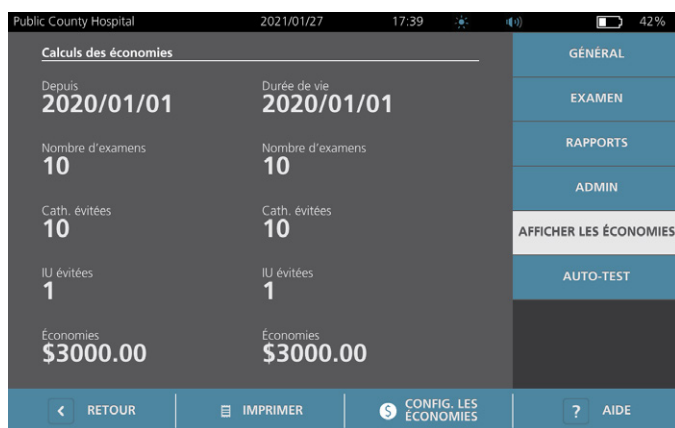 Public County Hospital 2021/01/27 17:39 42%
Calculs des économies
Depuis Durée de vie
2020/01/01 2020/01/01
Nombre d'examens Nombre d'examens
10 10
Cath. évitées Cath. évitées
10 10
IU évitées IU évitées
1 1
Économies Économies
$3000.00 $3000.00
GÉNÉRAL
EXAMEN
RAPPORTS
ADMIN
AFFICHER LES ÉCONOMIES
AUTO-TEST
RETOUR
IMPRIMER
S CONFIG. LES
ÉCONOMIES
? AIDE